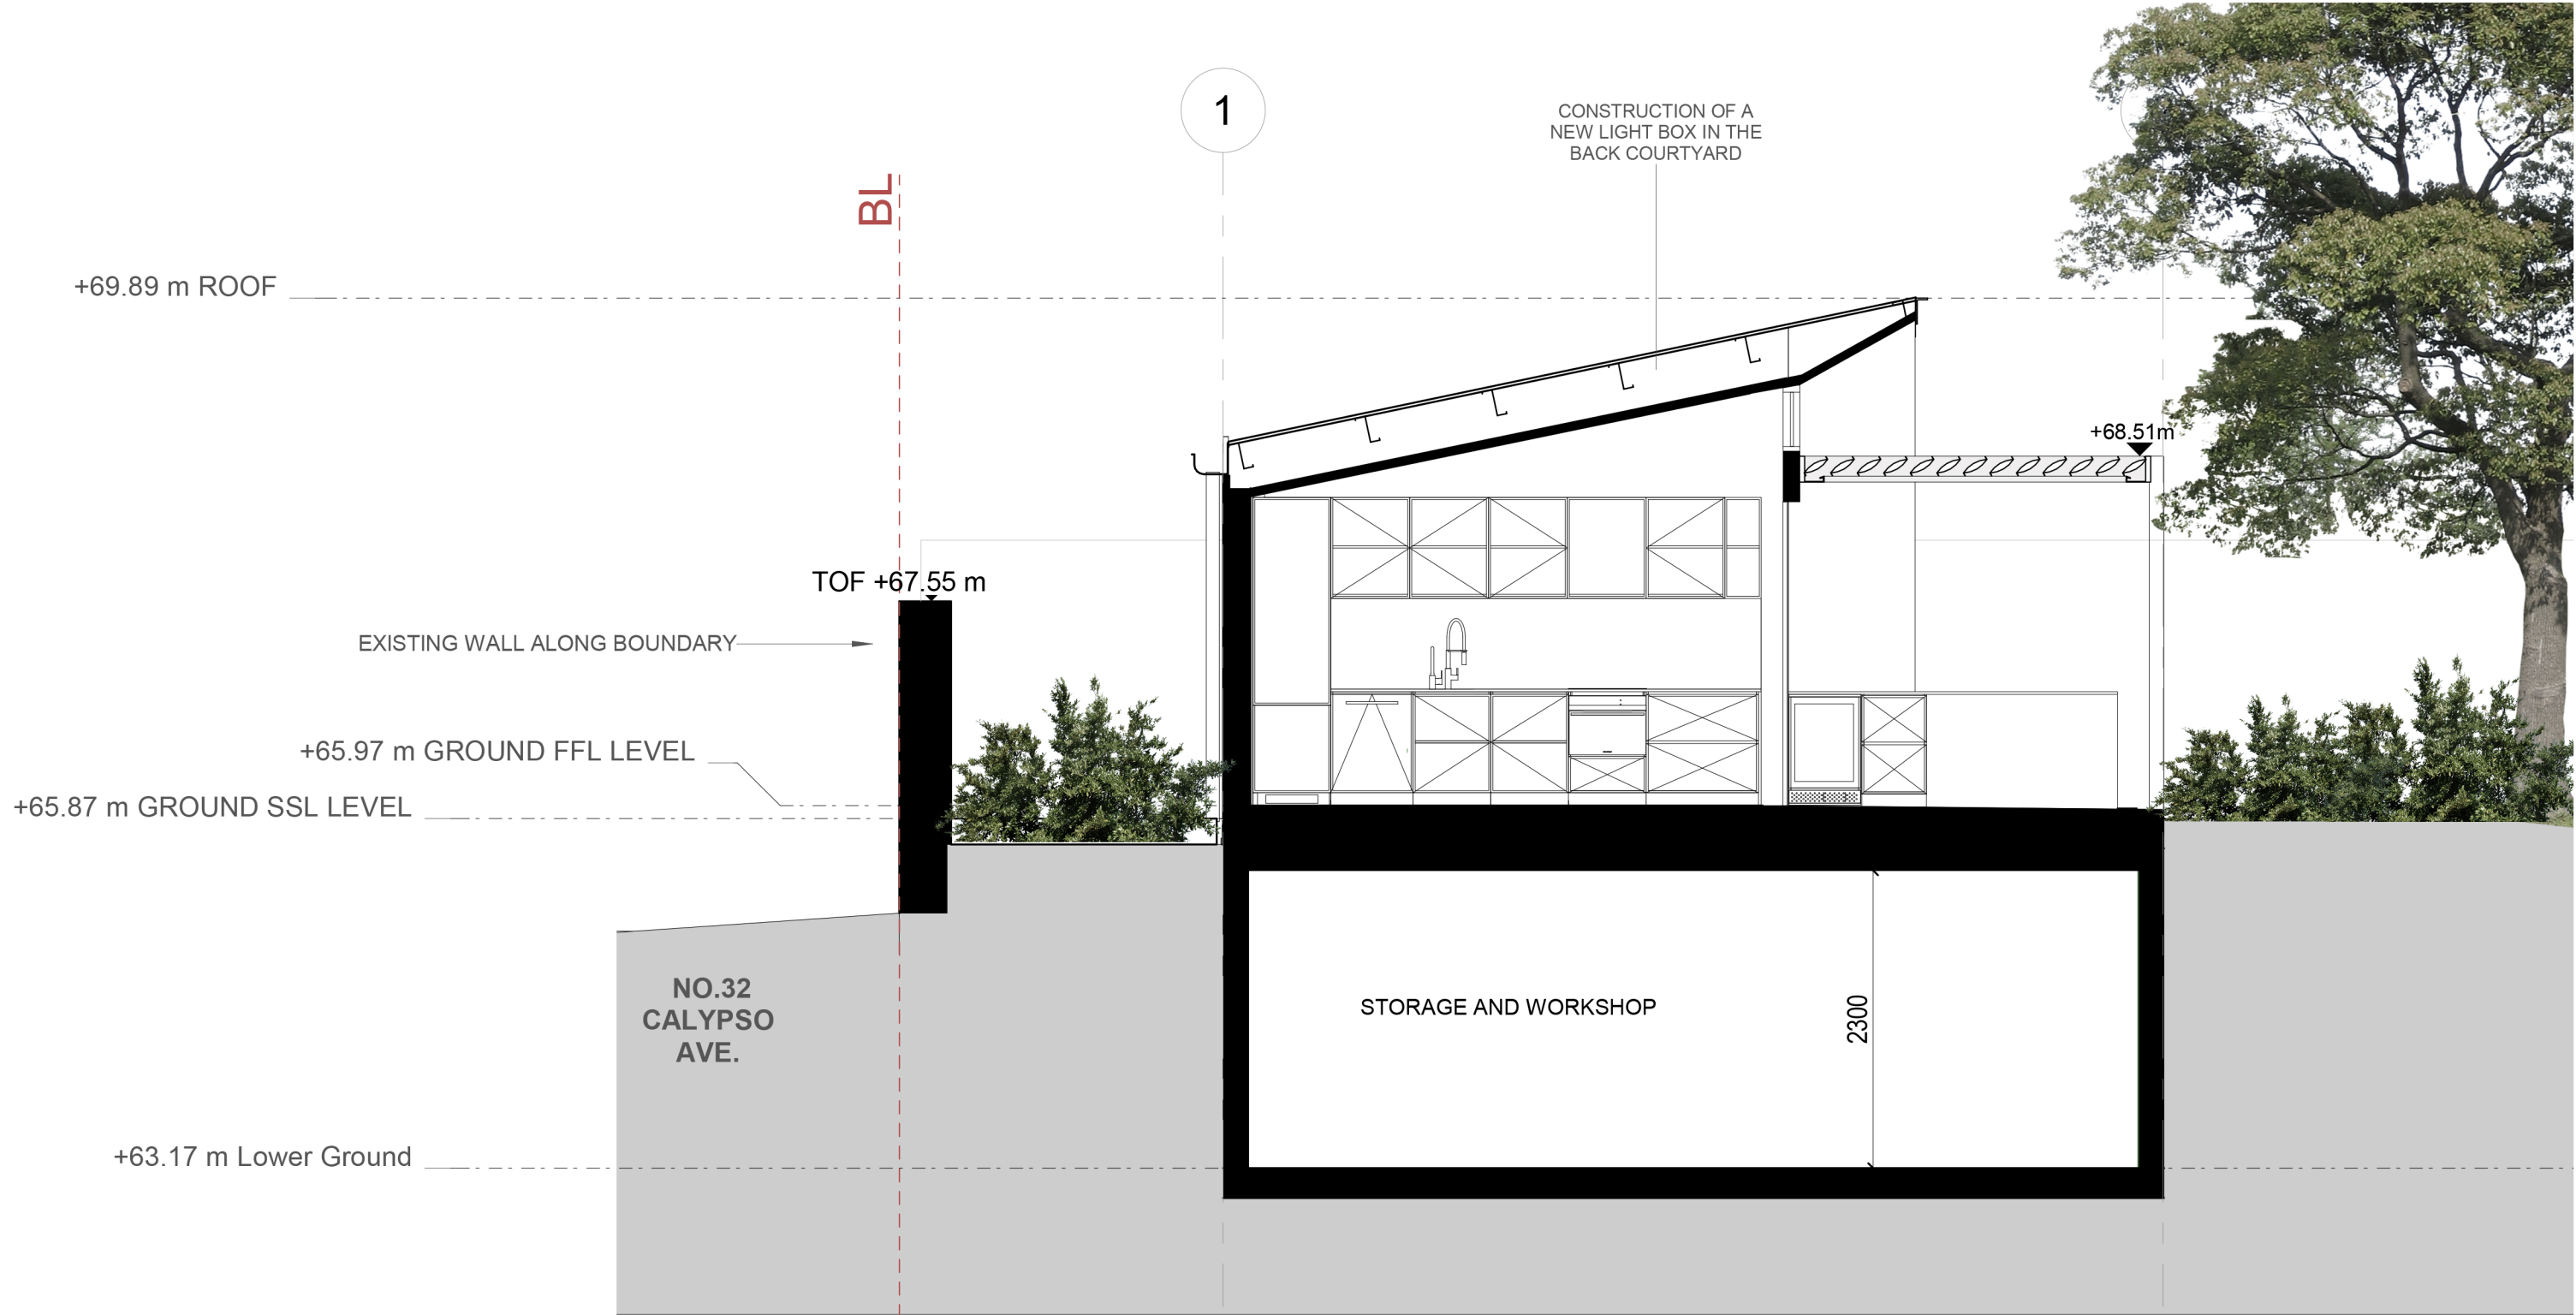 1
CONSTRUCTION OF A
NEW LIGHT BOX IN THE
BACK COURTYARD
BL
+69.89 m ROOF
+68.51m
TOF +67.55 m
EXISTING WALL ALONG BOUNDARY
+65.97 m GROUND FFL LEVEL
+65.87 m GROUND SSL LEVEL
NO.32
CALYPSO
AVE.
STORAGE AND WORKSHOP
2300
+63.17 m Lower Ground